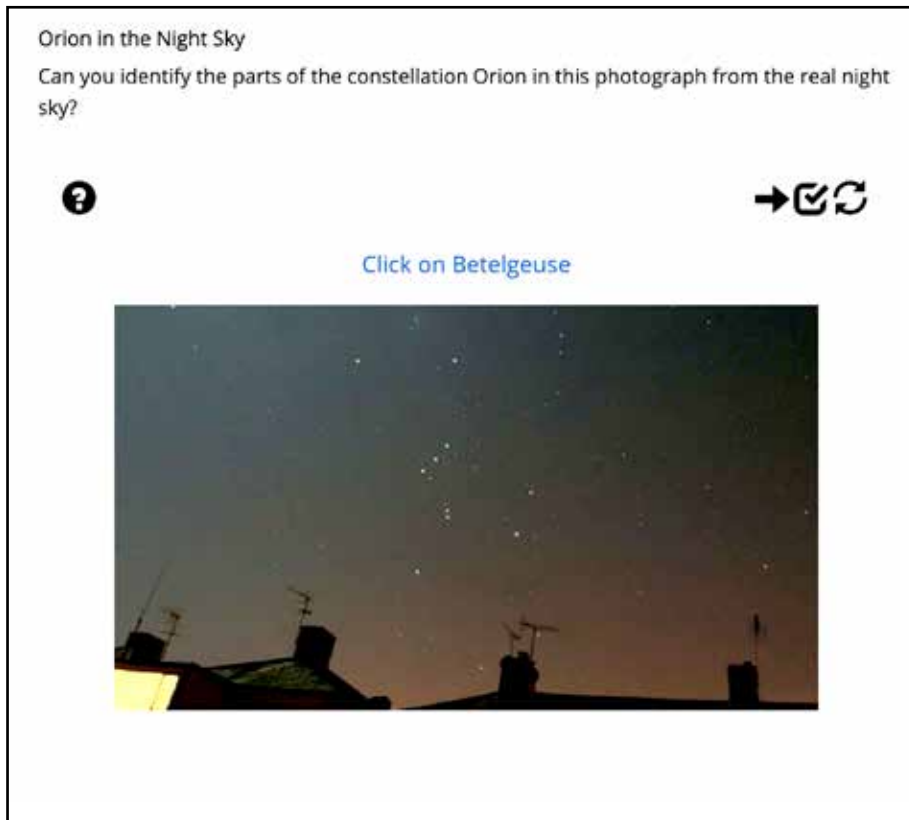 Orion in the Night Sky
Can you identify the parts of the constellation Orion in this photograph from the real night
sky?
Click on Betelgeuse